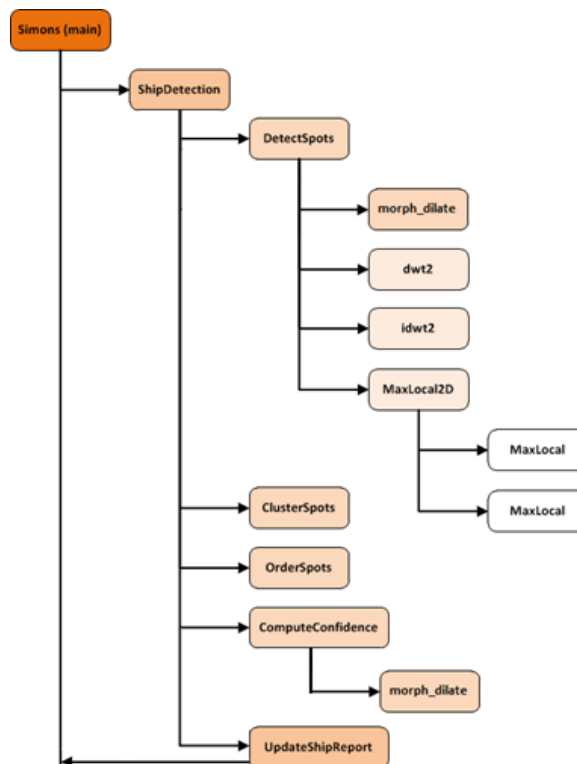 Simons (main)
ShipDetection
DetectSpots
morph_dilate
dwt2
idwt2
MaxLocal2D
MaxLocal
MaxLocal
ClusterSpots
OrderSpots
ComputeConfidence
morph_dilate
UpdateShipReport